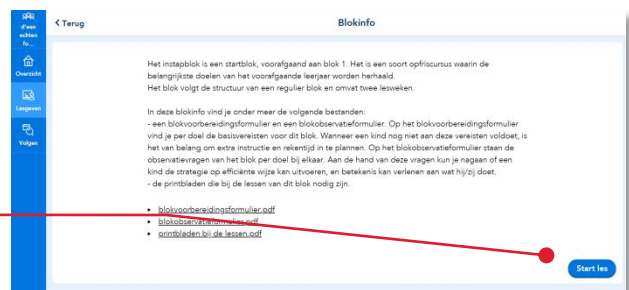 d'een
echten
fo...
Overzicht
Lesgeven
Volgen
Terug
Blokinfo
Het instapblok is een startblok, voorafgaand aan blok 1. Het is een soort opfriscursus waarin de
belangrijkste doelen van het voorafgaande leerjaar worden herhaald.
Het blok volgt de structuur van een regulier blok en omvat twee lesweken.
In deze blokinfo vind je onder meer de volgende bestanden:
- een blokvoorbereidingsformulier en een blokobservatieformulier. Op het blokvoorbereidingsformulier
vind je per doel de basisvereisten voor dit blok. Wanneer een kind nog niet aan deze vereisten voldoet, is
het van belang om extra instructie en rekentijd in te plannen. Op het blokobservatieformulier staan de
observatievragen van het blok per doel bij elkaar. Aan de hand van deze vragen kun je nagaan of een
kind de strategie op efficiënte wijze kan uitvoeren, en betekenis kan verlenen aan wat hij/zij doet.
- de printbladen die bij de lessen van dit blok nodig zijn.
• blokvoorbereidingsformulier.pdf
• blokobservatieformulier.pdf
• printbladen bij de lessen.pdf
Start les